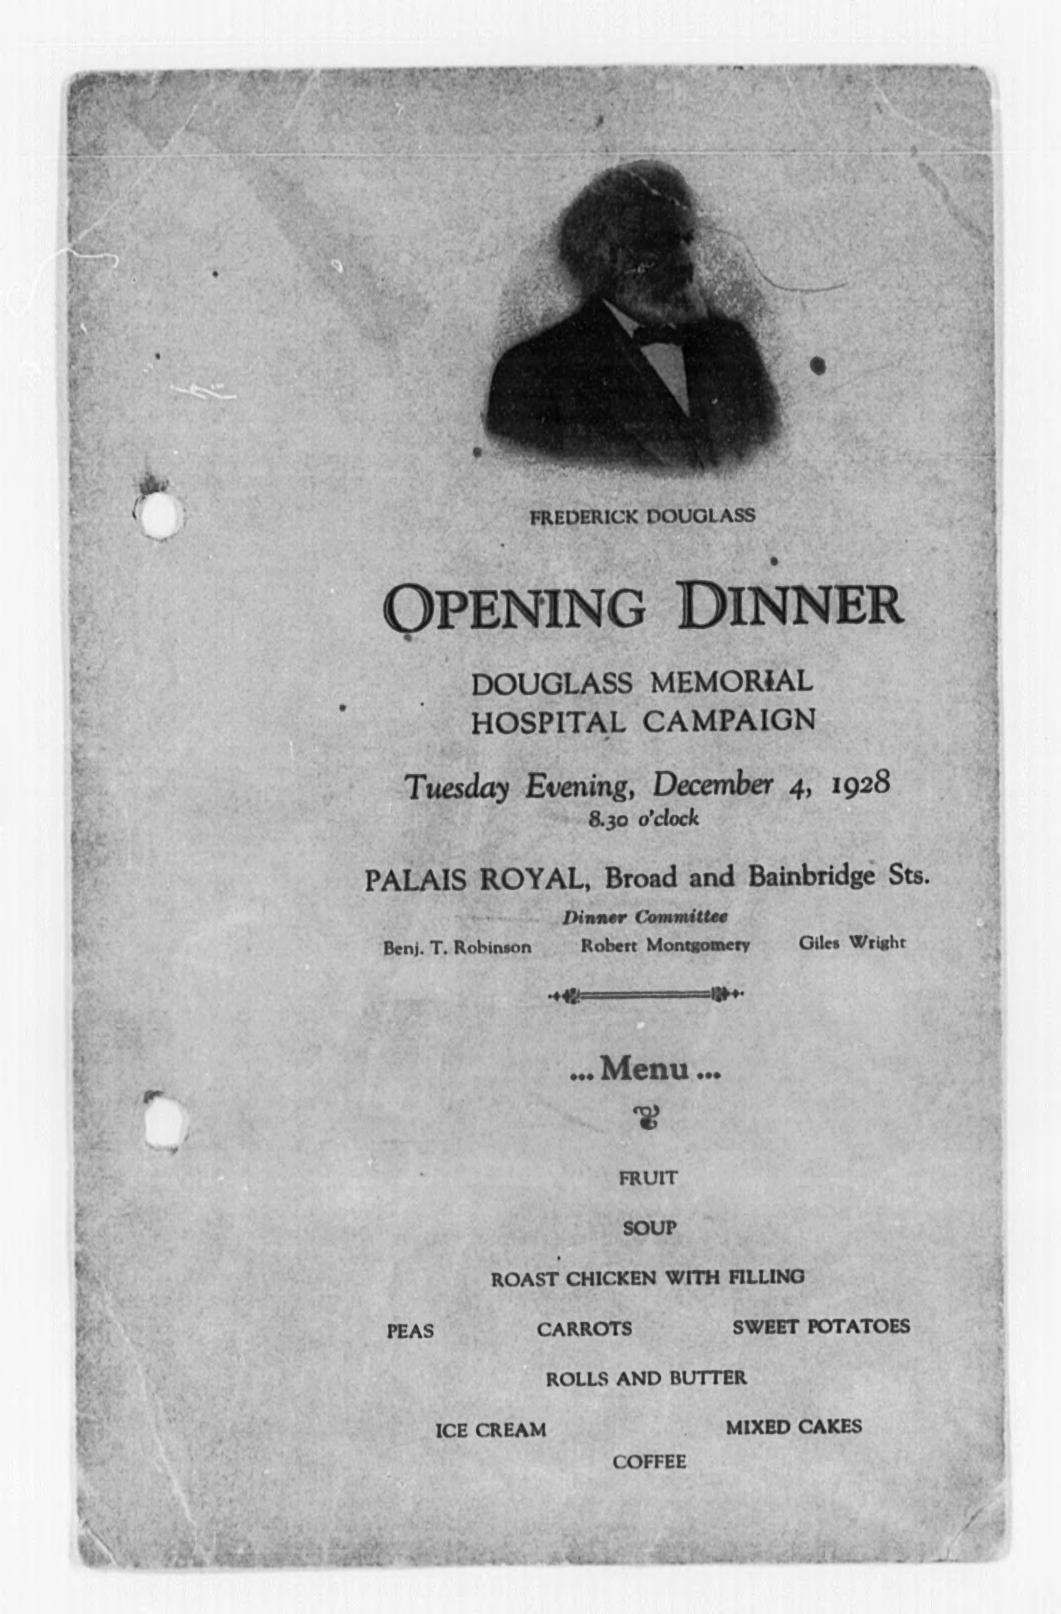 FREDERICK DOUGLASS
OPENING DINNER
DOUGLASS MEMORIAL
HOSPITAL CAMPAIGN
Tuesday Evening, December 4, 1928
8.30 o'clock
PALAIS ROYAL, Broad and Bainbridge Sts.
Dinner Committee
Benj. T. Robinson Robert Montgomery Giles Wright
... Menu ...
FRUIT
SOUP
ROAST CHICKEN WITH FILLING
PEAS CARROTS SWEET POTATOES
ROLLS AND BUTTER
ICE CREAM MIXED CAKES
COFFEE